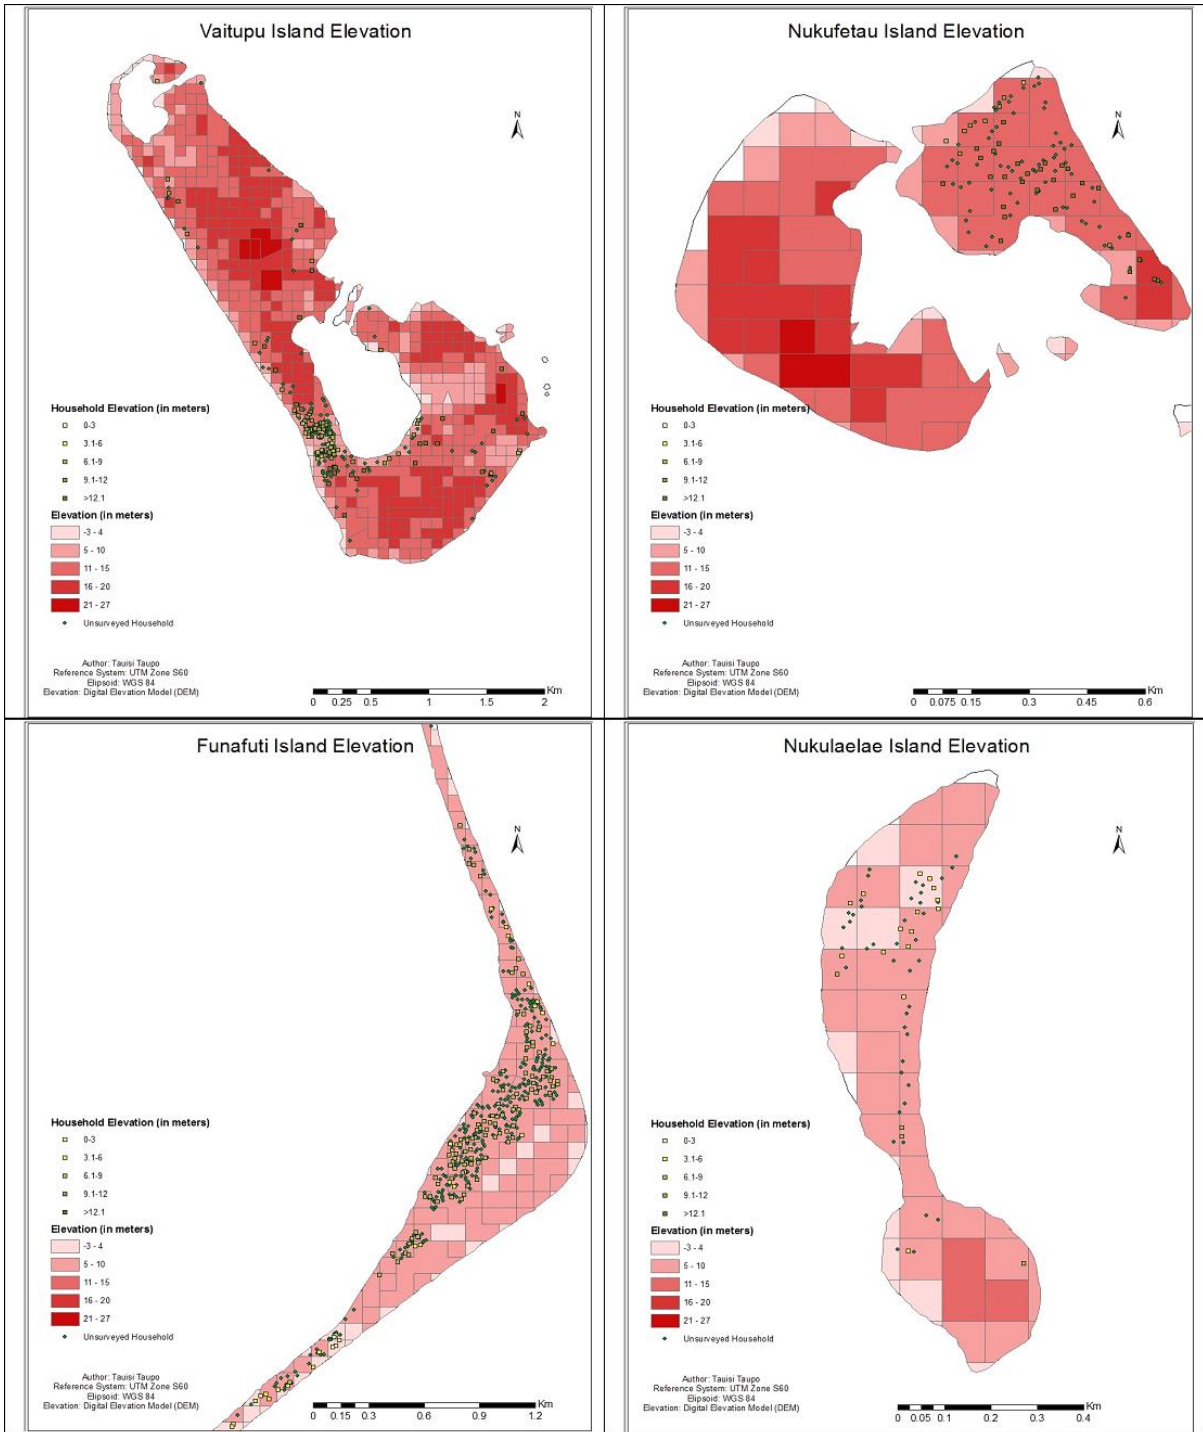 Vaitupu Island Elevation
N
Household Elevation (in meters)
0-3
3.1-6
6.1-9
9.1-12
>12.1
Elevation (in meters)
-3 - 4
5 - 10
11 - 15
16 - 20
21 - 27
Unsurveyed Household
Author: Tauisi Taupo
Reference System: UTM Zone S60
Elipsoid: WGS 84
Elevation: Digital Elevation Model (DEM)
Km
0 0.25 0.5 1 1.5 2
Nukufetau Island Elevation
N
Household Elevation (in meters)
0-3
3.1-6
6.1-9
9.1-12
>12.1
Elevation (in meters)
-3 - 4
5 - 10
11 - 15
16 - 20
21 - 27
Unsurveyed Household
Author: Tauisi Taupo
Reference System: UTM Zone S60
Elipsoid: WGS 84
Elevation: Digital Elevation Model (DEM)
Km
0 0.075 0.15 0.3 0.45 0.6
Funafuti Island Elevation
N
Household Elevation (in meters)
0-3
3.1-6
6.1-9
9.1-12
>12.1
Elevation (in meters)
-3 - 4
5 - 10
11 - 15
16 - 20
21 - 27
Unsurveyed Household
Author: Tauisi Taupo
Reference System: UTM Zone S60
Elipsoid: WGS 84
Elevation: Digital Elevation Model (DEM)
Km
0 0.15 0.3 0.6 0.9 1.2
Nukulaelae Island Elevation
N
Household Elevation (in meters)
0-3
3.1-6
6.1-9
9.1-12
>12.1
Elevation (in meters)
-3 - 4
5 - 10
11 - 15
16 - 20
21 - 27
Unsurveyed Household
Author: Tauisi Taupo
Reference System: UTM Zone S60
Elipsoid: WGS 84
Elevation: Digital Elevation Model (DEM)
Km
0 0.05 0.1 0.2 0.3 0.4